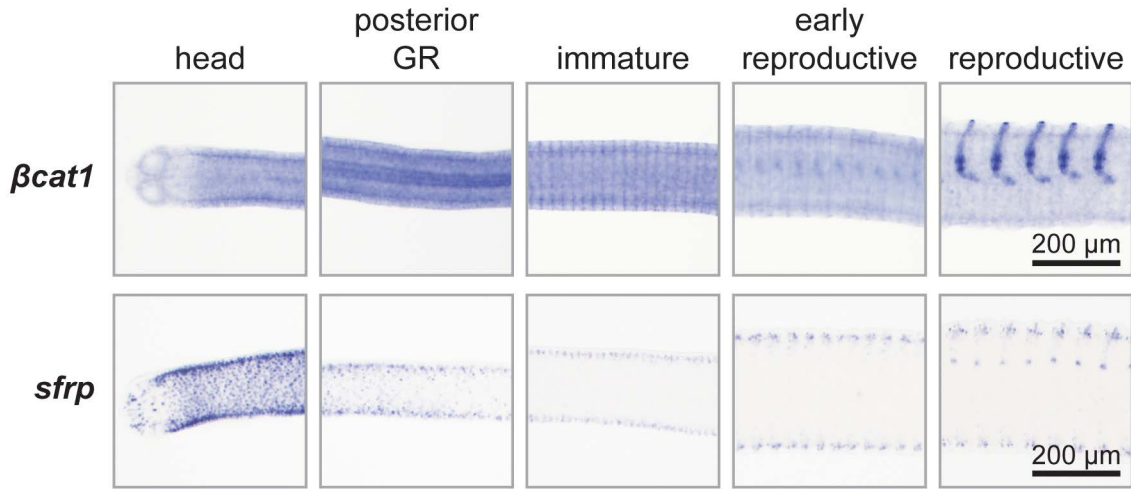 head
posterior
GR
immature
early
reproductive
reproductive
βcat1
200 µm
sfrp
200 µm